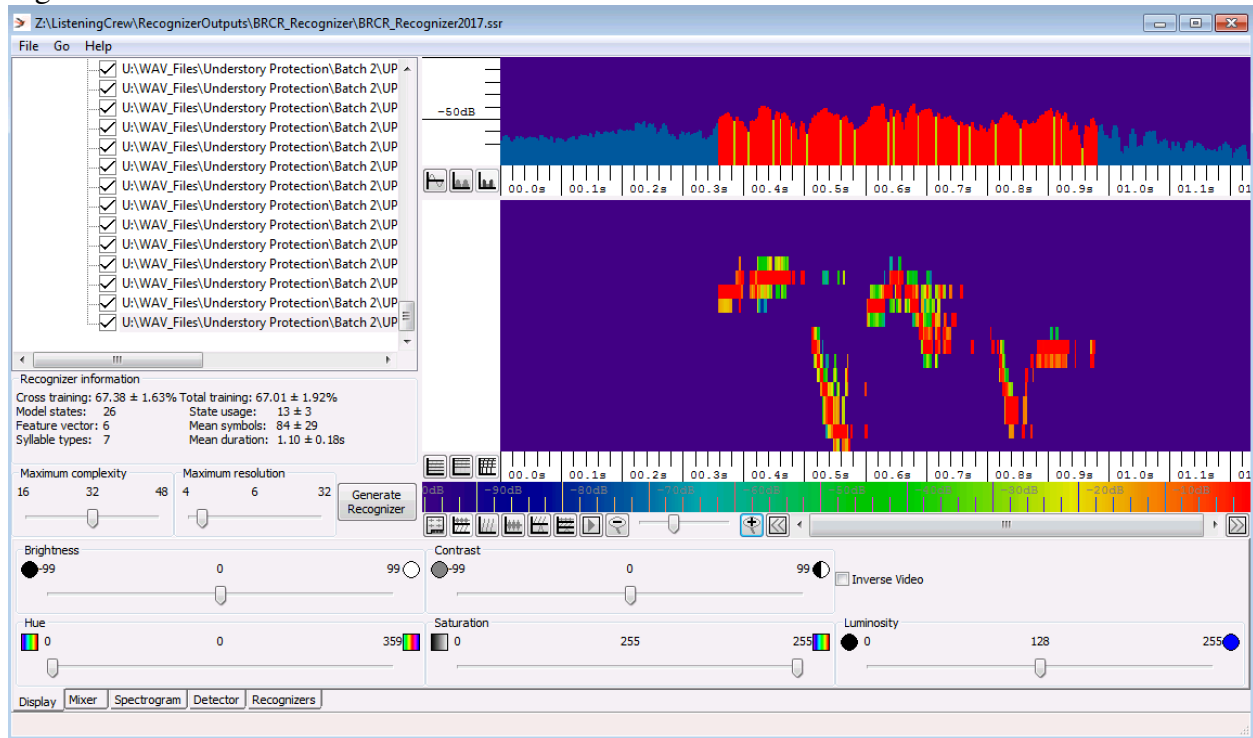 Z:\ListeningCrew\RecognizerOutputs\BRCR_Recognizer\BRCR_Recognizer2017.ssr
File Go Help
U:\WAV_Files\Understory Protection\Batch 2\UP
U:\WAV_Files\Understory Protection\Batch 2\UP
U:\WAV_Files\Understory Protection\Batch 2\UP
U:\WAV_Files\Understory Protection\Batch 2\UP
U:\WAV_Files\Understory Protection\Batch 2\UP
U:\WAV_Files\Understory Protection\Batch 2\UP
U:\WAV_Files\Understory Protection\Batch 2\UP
U:\WAV_Files\Understory Protection\Batch 2\UP
U:\WAV_Files\Understory Protection\Batch 2\UP
U:\WAV_Files\Understory Protection\Batch 2\UP
U:\WAV_Files\Understory Protection\Batch 2\UP
U:\WAV_Files\Understory Protection\Batch 2\UP
U:\WAV_Files\Understory Protection\Batch 2\UP
U:\WAV_Files\Understory Protection\Batch 2\UP
Recognizer information
Cross training: 67.38 ± 1.63% Total training: 67.01 ± 1.92%
Model states: 26 State usage: 13 ± 3
Feature vector: 6 Mean symbols: 84 ± 29
Syllable types: 7 Mean duration: 1.10 ± 0.18s
Maximum complexity
16 32 48
Maximum resolution
4 6 32
Generate Recognizer
-50dB
00.0s 00.1s 00.2s 00.3s 00.4s 00.5s 00.6s 00.7s 00.8s 00.9s 01.0s 01.1s 01
00.0s 00.1s 00.2s 00.3s 00.4s 00.5s 00.6s 00.7s 00.8s 00.9s 01.0s 01.1s 01
0dB -90dB -80dB -70dB -30dB -20dB
Brightness
-99 0 99
Contrast
-99 0 99
Inverse Video
Hue
0 0 359
Saturation
0 255 255
Luminosity
0 128 255
Display Mixer Spectrogram Detector Recognizers